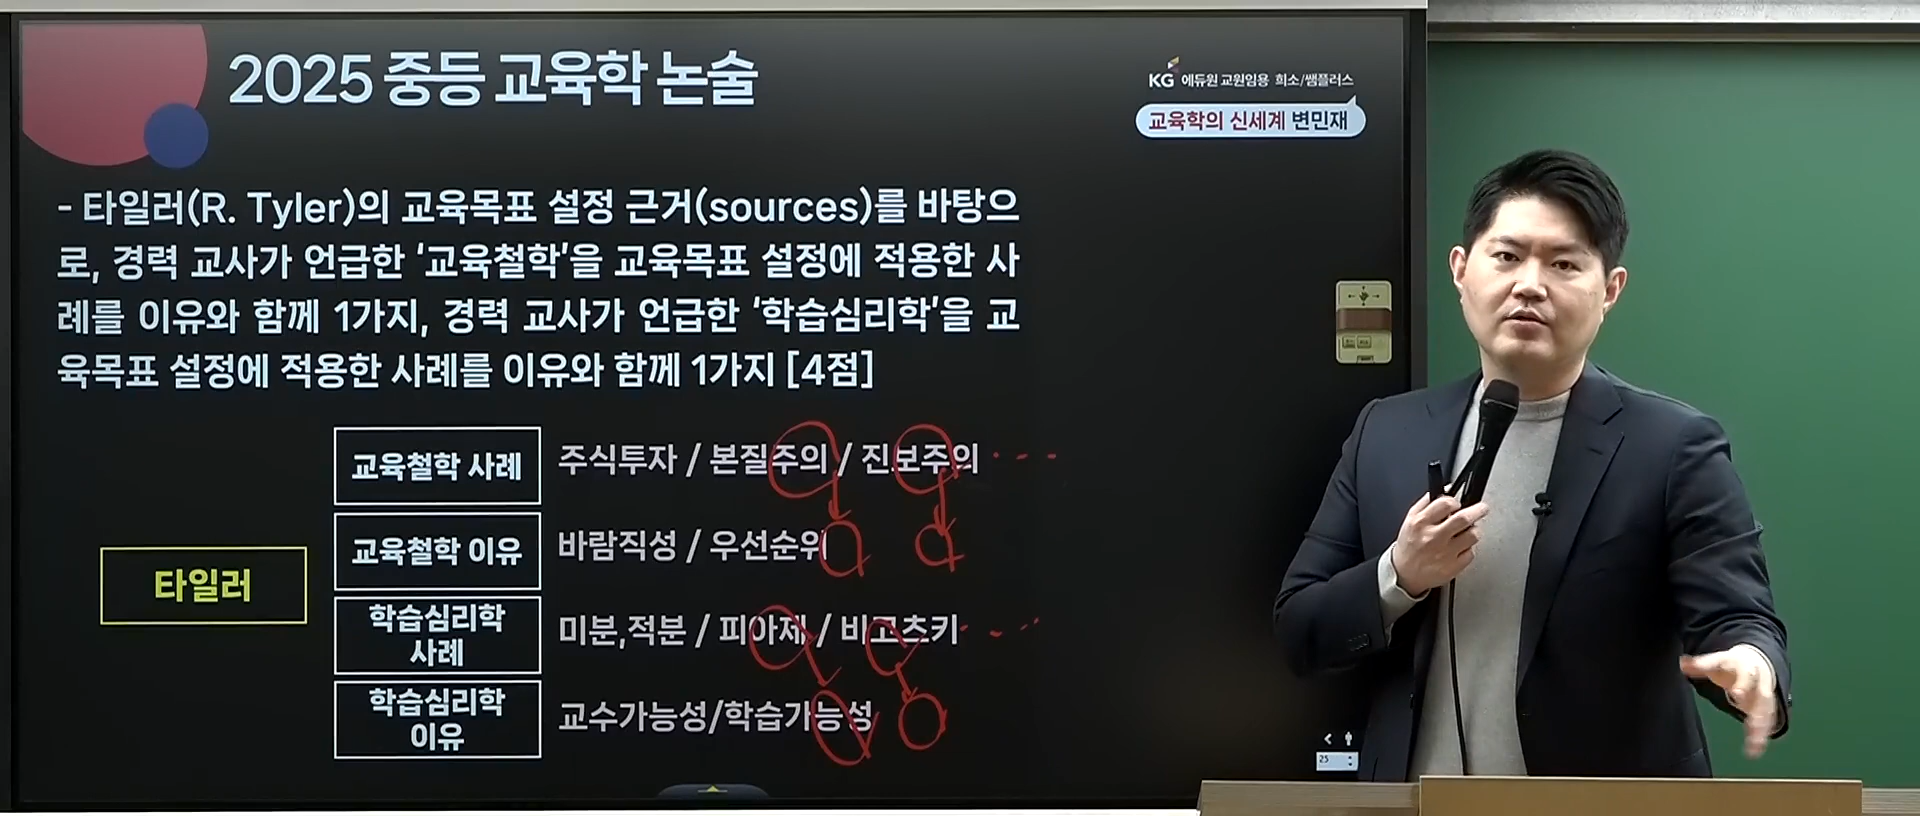 2025 중등 교육학 논술
KG 에듀원 교원임용 희소/쌤플러스
교육학의 신세계 변민재
- 타일러(R. Tyler)의 교육목표 설정 근거(sources)를 바탕으
로, 경력 교사가 언급한 '교육철학'을 교육목표 설정에 적용한 사
례를 이유와 함께 1가지, 경력 교사가 언급한 '학습심리학'을 교
육목표 설정에 적용한 사례를 이유와 함께 1가지 [4점]
타일러
교육철학 사례
주식투자 / 본질주의 / 진보주의
교육철학 이유
바람직성 / 우선순위
학습심리학
사례
미분,적분 / 피아제 / 비고츠키
학습심리학
이유
교수가능성/학습가능성
25